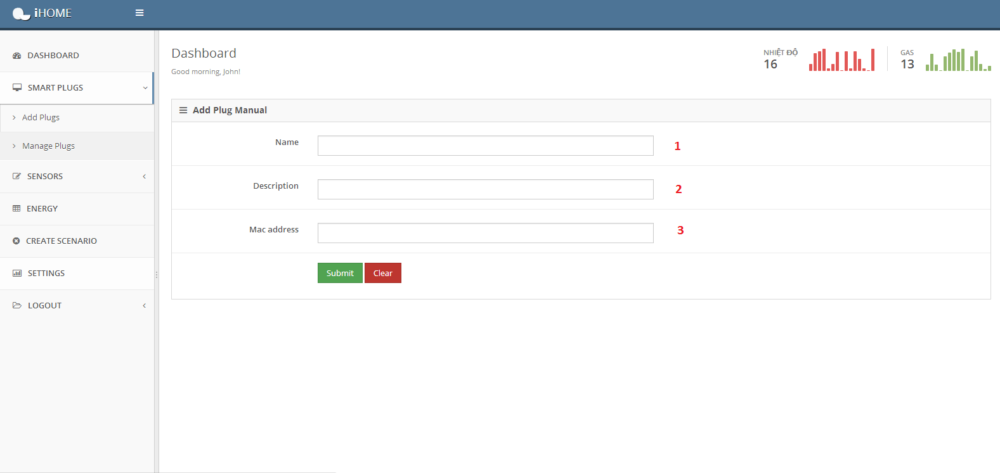 iHOME
DASHBOARD
SMART PLUGS
Add Plugs
Manage Plugs
SENSORS
ENERGY
CREATE SCENARIO
SETTINGS
LOGOUT
Dashboard
Good morning, John!
NHIỆT ĐỘ
16
GAS
13
Add Plug Manual
Name 1
Description 2
Mac address 3
Submit Clear